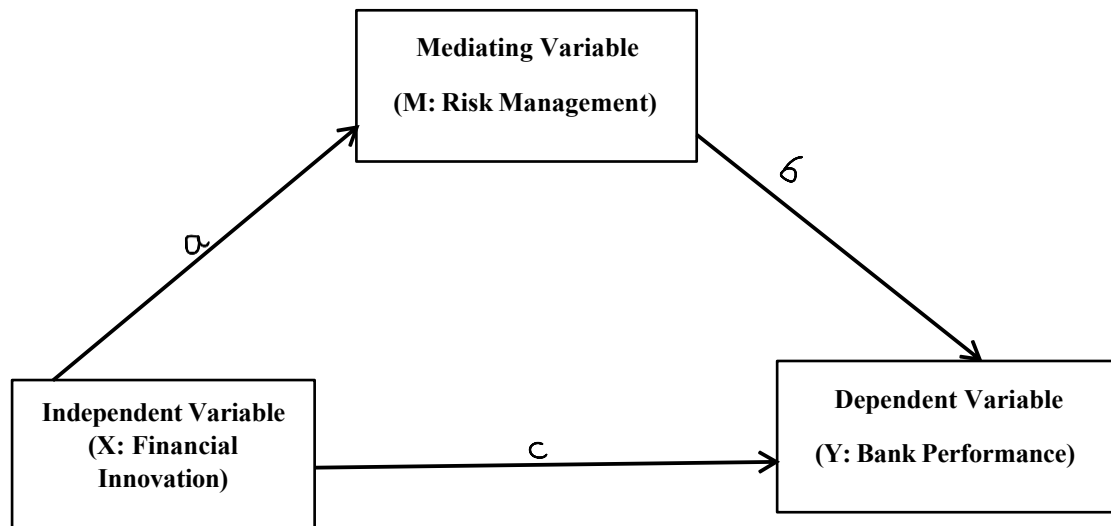 Mediating Variable
(M: Risk Management)
a
6
Independent Variable
(X: Financial
Innovation)
c
Dependent Variable
(Y: Bank Performance)